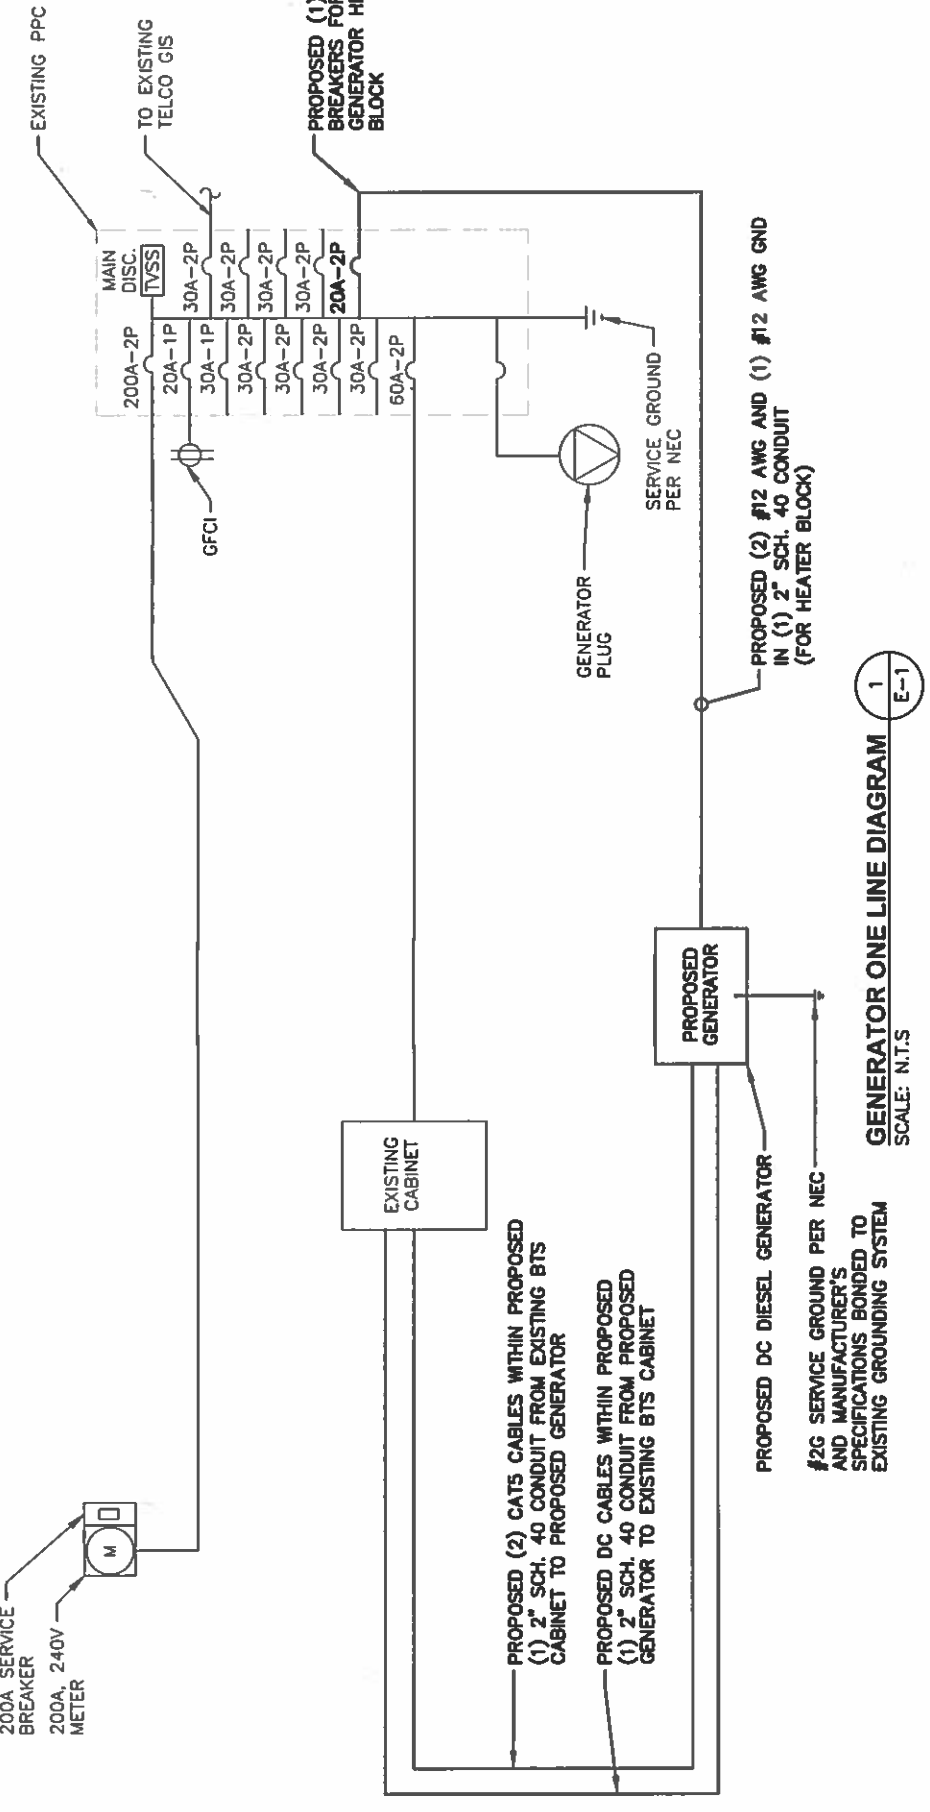 EXISTING PPC
TO EXISTING
TELCO GIS
PROPOSED (1)
BREAKERS FOR
GENERATOR
BLOCK
MAIN
DISC.
TVSS
200A-2P
20A-1P
30A-1P
30A-2P
30A-2P
30A-2P
30A-2P
60A-2P
30A-2P
30A-2P
30A-2P
30A-2P
20A-2P
GFCI
GENERATOR
PLUG
SERVICE GROUND
PER NEC
PROPOSED (2) #12 AWG AND (1) #12 AWG GND
IN (1) 2" SCH. 40 CONDUIT
(FOR HEATER BLOCK)
200A SERVICE
BREAKER
200A, 240V
METER
M
EXISTING
CABINET
PROPOSED
GENERATOR
PROPOSED (2) CAT5 CABLES WITHIN PROPOSED
(1) 2" SCH. 40 CONDUIT FROM EXISTING BTS
CABINET TO PROPOSED GENERATOR
PROPOSED DC CABLES WITHIN PROPOSED
(1) 2" SCH. 40 CONDUIT FROM PROPOSED
GENERATOR TO EXISTING BTS CABINET
PROPOSED DC DIESEL GENERATOR
#2G SERVICE GROUND PER NEC
AND MANUFACTURER'S
SPECIFICATIONS BONDED TO
EXISTING GROUNDING SYSTEM
GENERATOR ONE LINE DIAGRAM
SCALE: N.T.S
1
E-1